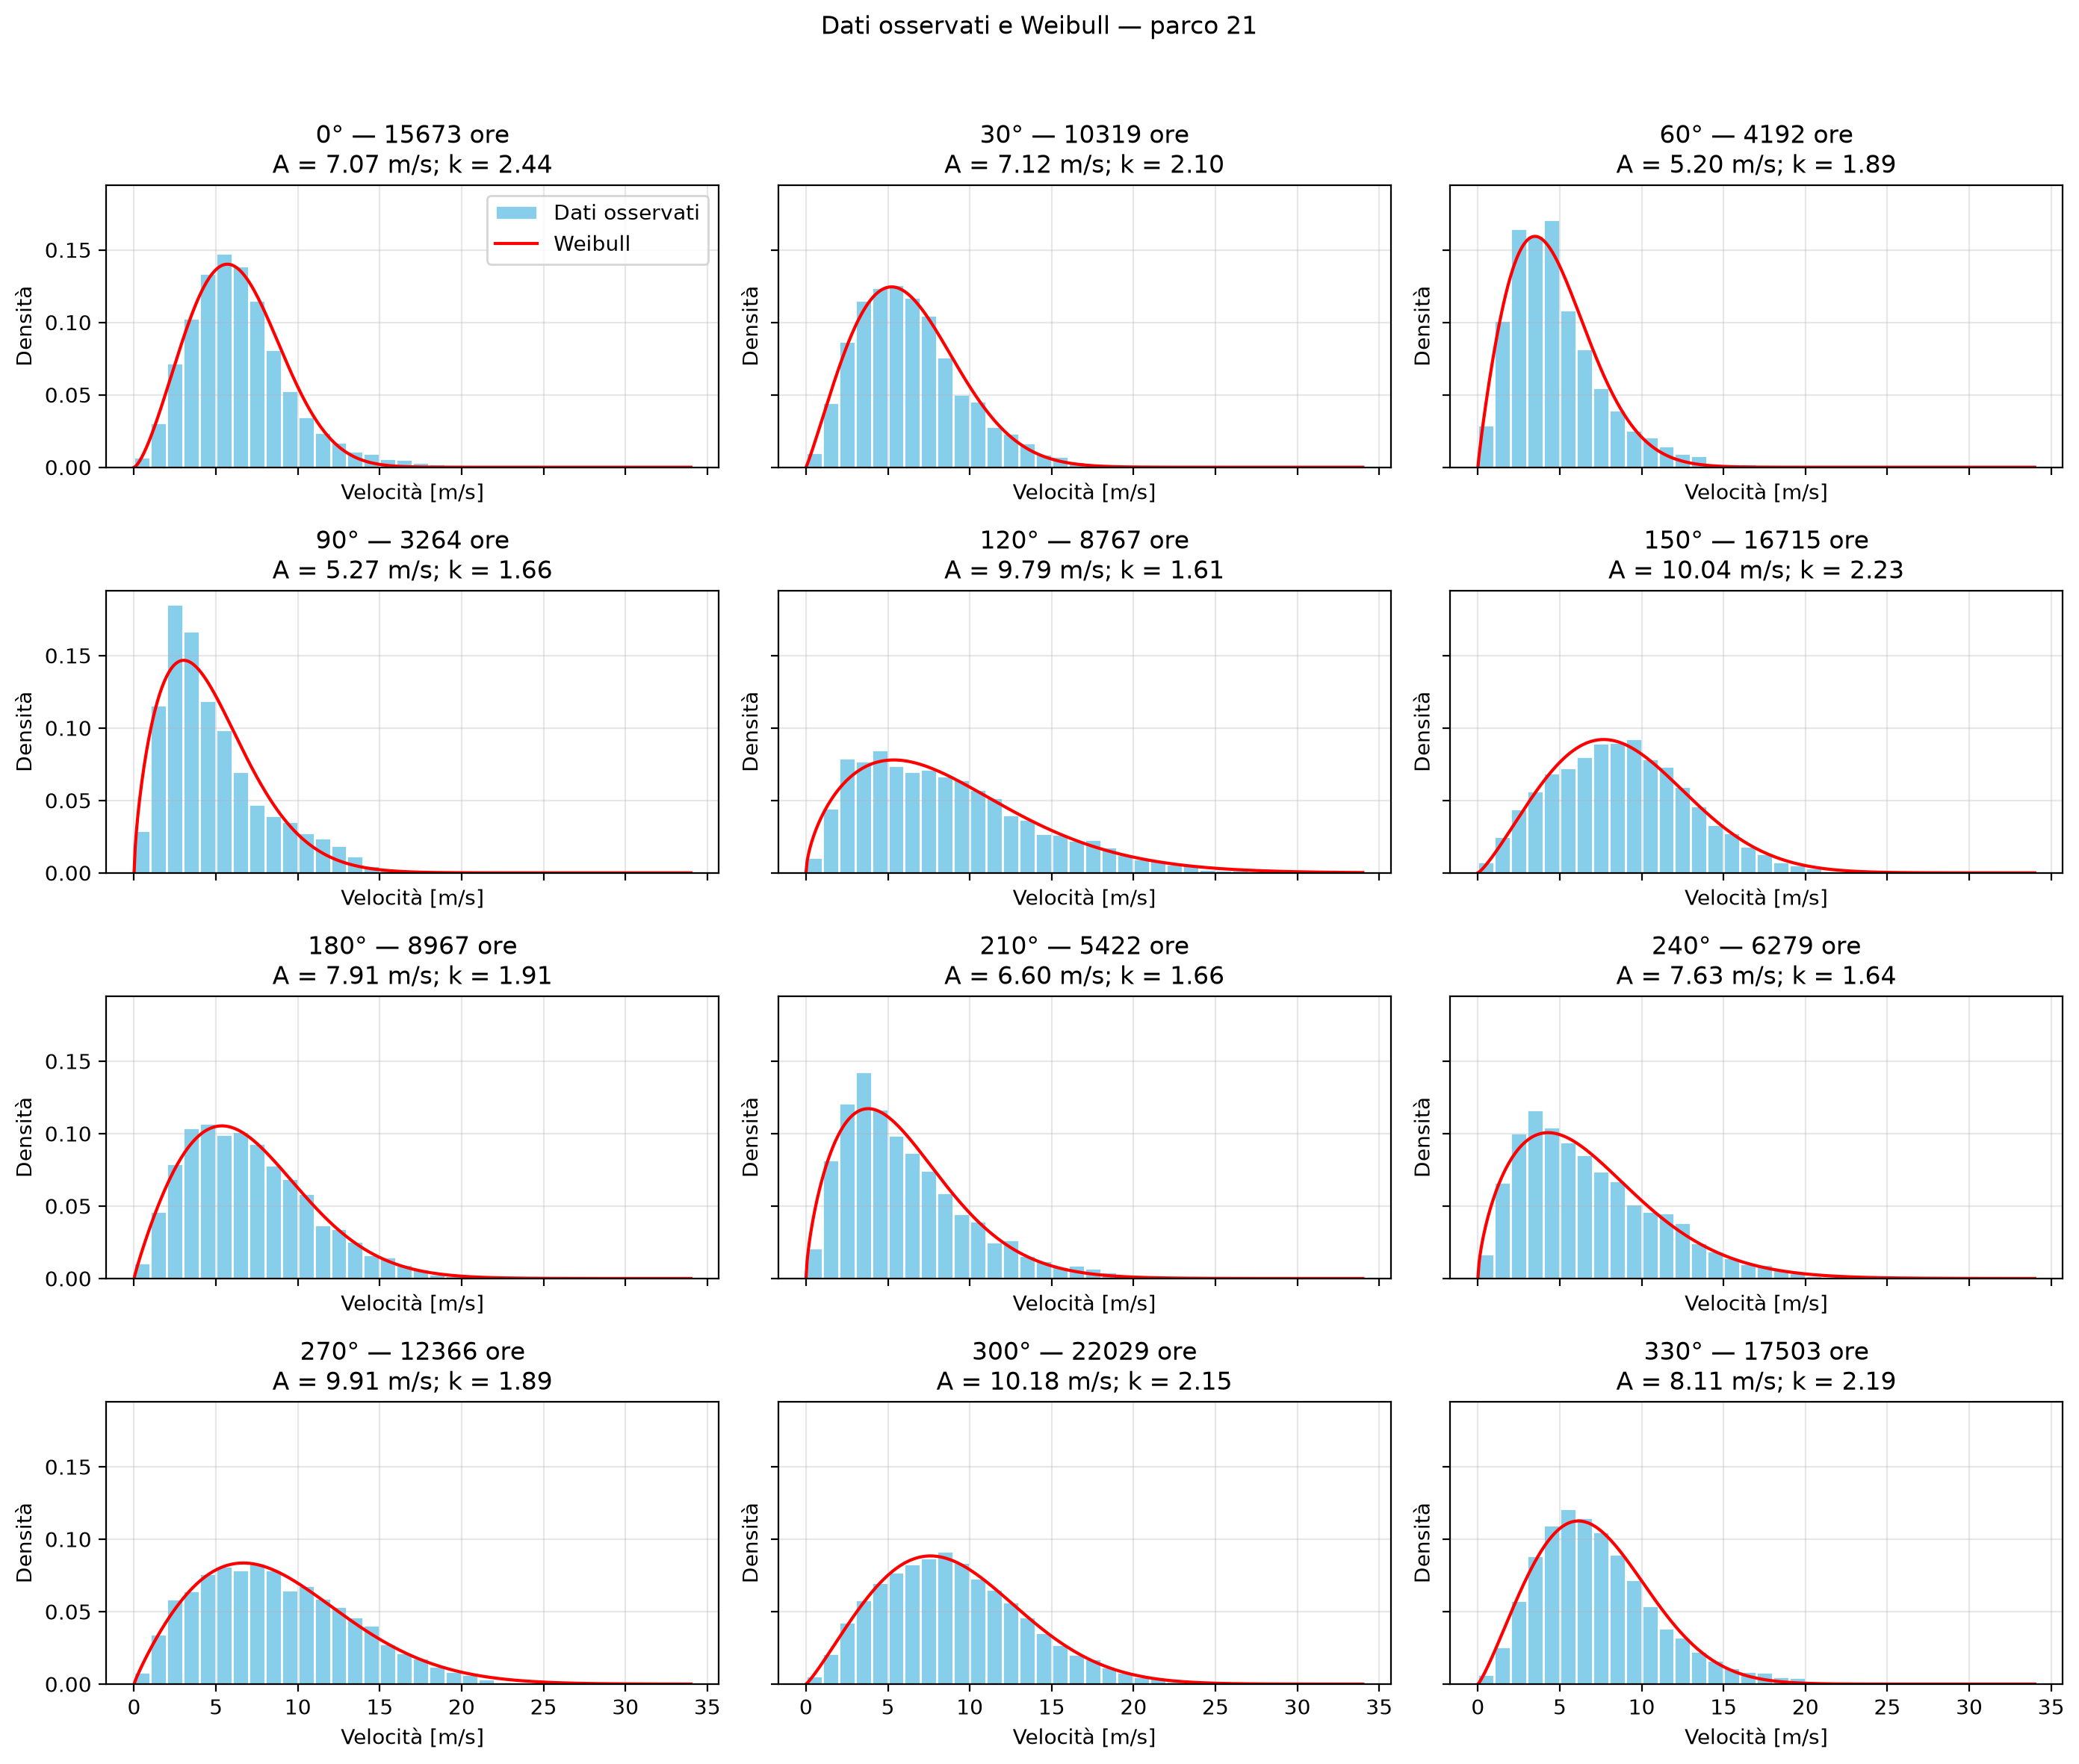 Dati osservati e Weibull — parco 21
0° — 15673 ore
A = 7.07 m/s; k = 2.44
Dati osservati
Weibull
Densità
0.15
0.10
0.05
0.00
Velocità [m/s]
30° — 10319 ore
A = 7.12 m/s; k = 2.10
Densità
Velocità [m/s]
60° — 4192 ore
A = 5.20 m/s; k = 1.89
Densità
Velocità [m/s]
90° — 3264 ore
A = 5.27 m/s; k = 1.66
Densità
0.15
0.10
0.05
0.00
Velocità [m/s]
120° — 8767 ore
A = 9.79 m/s; k = 1.61
Densità
Velocità [m/s]
150° — 16715 ore
A = 10.04 m/s; k = 2.23
Densità
Velocità [m/s]
180° — 8967 ore
A = 7.91 m/s; k = 1.91
Densità
0.15
0.10
0.05
0.00
Velocità [m/s]
210° — 5422 ore
A = 6.60 m/s; k = 1.66
Densità
Velocità [m/s]
240° — 6279 ore
A = 7.63 m/s; k = 1.64
Densità
Velocità [m/s]
270° — 12366 ore
A = 9.91 m/s; k = 1.89
Densità
0.15
0.10
0.05
0.00
0 5 10 15 20 25 30 35
Velocità [m/s]
300° — 22029 ore
A = 10.18 m/s; k = 2.15
Densità
0 5 10 15 20 25 30 35
Velocità [m/s]
330° — 17503 ore
A = 8.11 m/s; k = 2.19
Densità
0 5 10 15 20 25 30 35
Velocità [m/s]